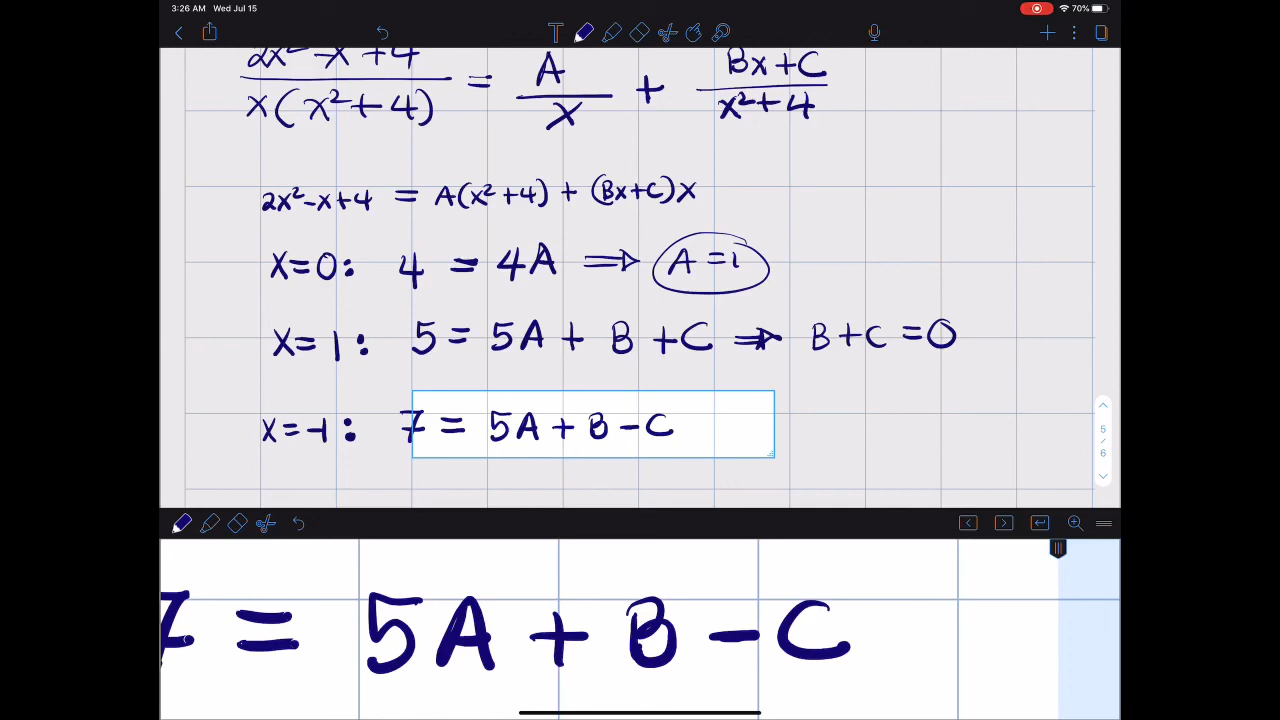 3:26 AM Wed Jul 15 70%
2x²-x+4 / x(x²+4) = A / x + Bx+C / x²+4
2x²-x+4 = A(x²+4) + (Bx+C)x
x=0: 4 = 4A ⟹ A=1
x=1: 5 = 5A + B + C ⟹ B+C=0
x=-1: 7 = 5A+B-C
5
/
6
7 = 5A + B - C